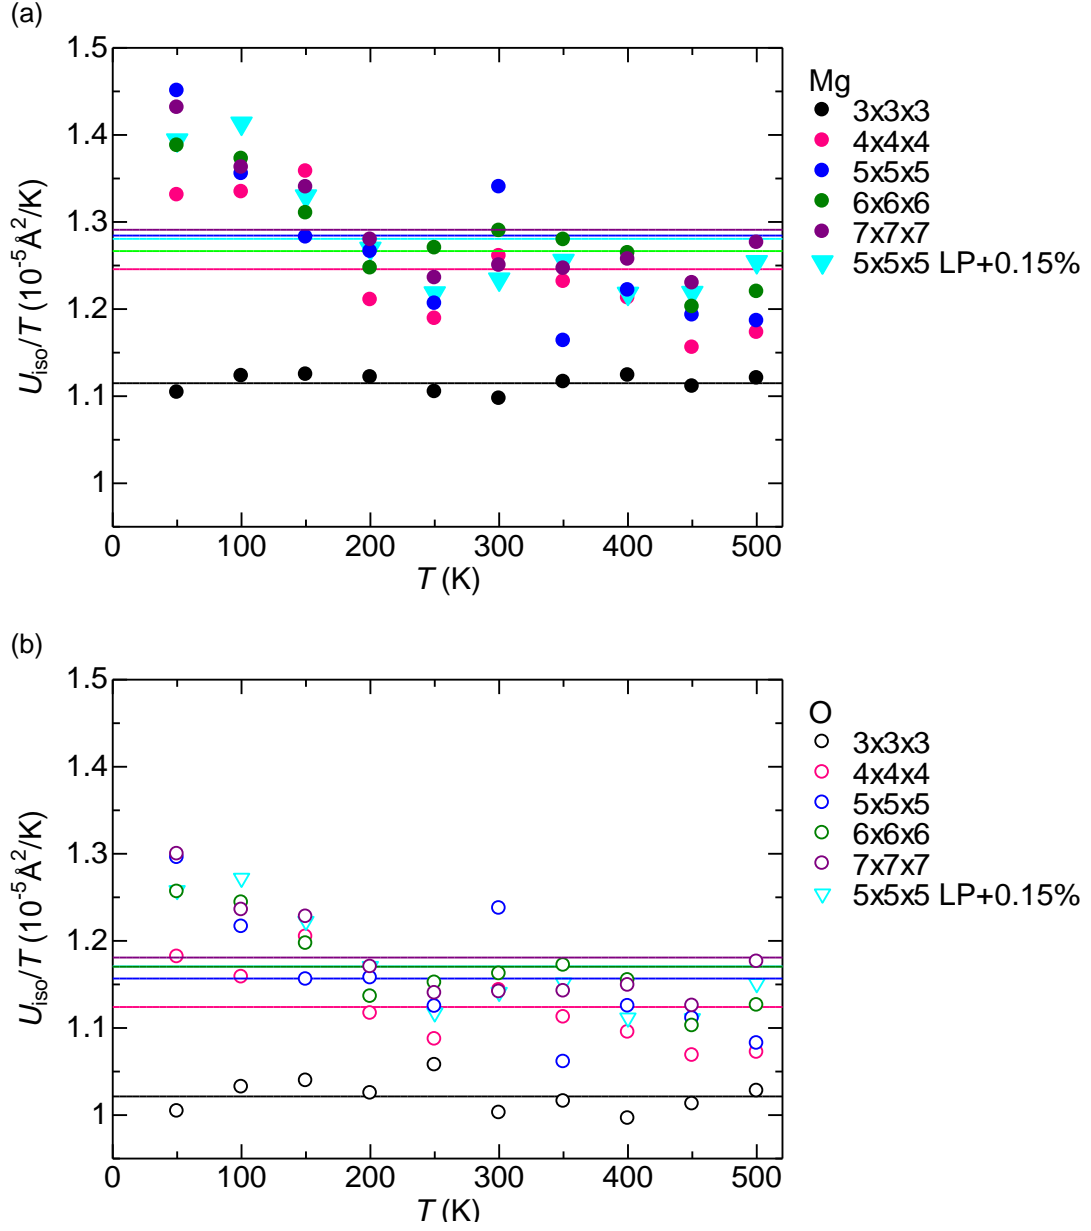 (a)
1.5
1.4
1.3
1.2
1.1
1
0 100 200 300 400 500
U_iso/T (10^-5 Å^2/K)
T (K)
Mg
3x3x3
4x4x4
5x5x5
6x6x6
7x7x7
5x5x5 LP+0.15%
(b)
1.5
1.4
1.3
1.2
1.1
1
0 100 200 300 400 500
U_iso/T (10^-5 Å^2/K)
T (K)
O
3x3x3
4x4x4
5x5x5
6x6x6
7x7x7
5x5x5 LP+0.15%